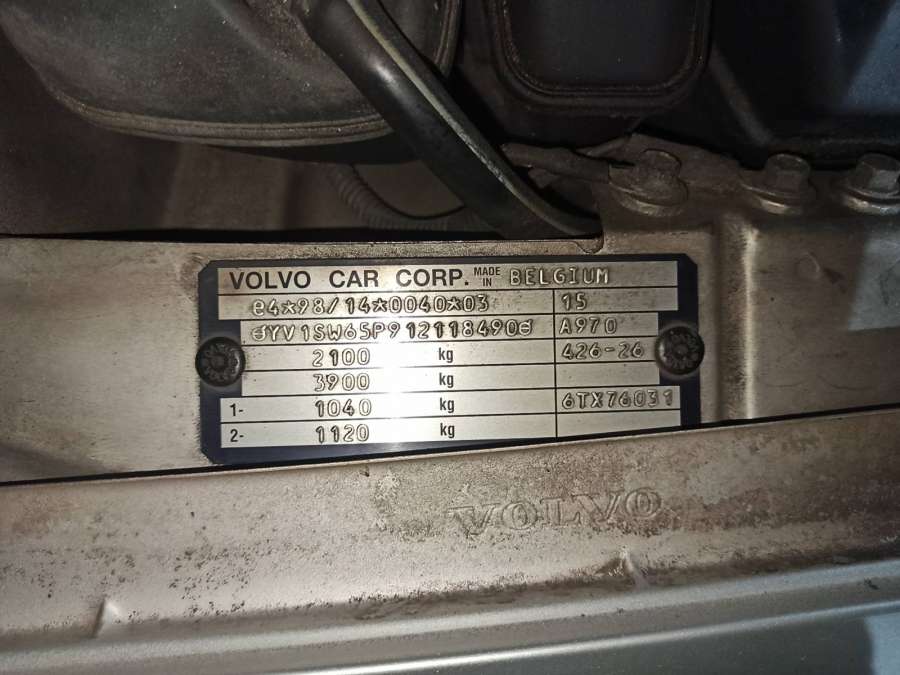 VOLVO CAR CORP. MADE IN BELGIUM
e4*98/14*0040*03 15
YV1SW65P912118490 A970
2100 kg 426-26
3900 kg
1- 1040 kg 6TX76031
2- 1120 kg
VOLVO